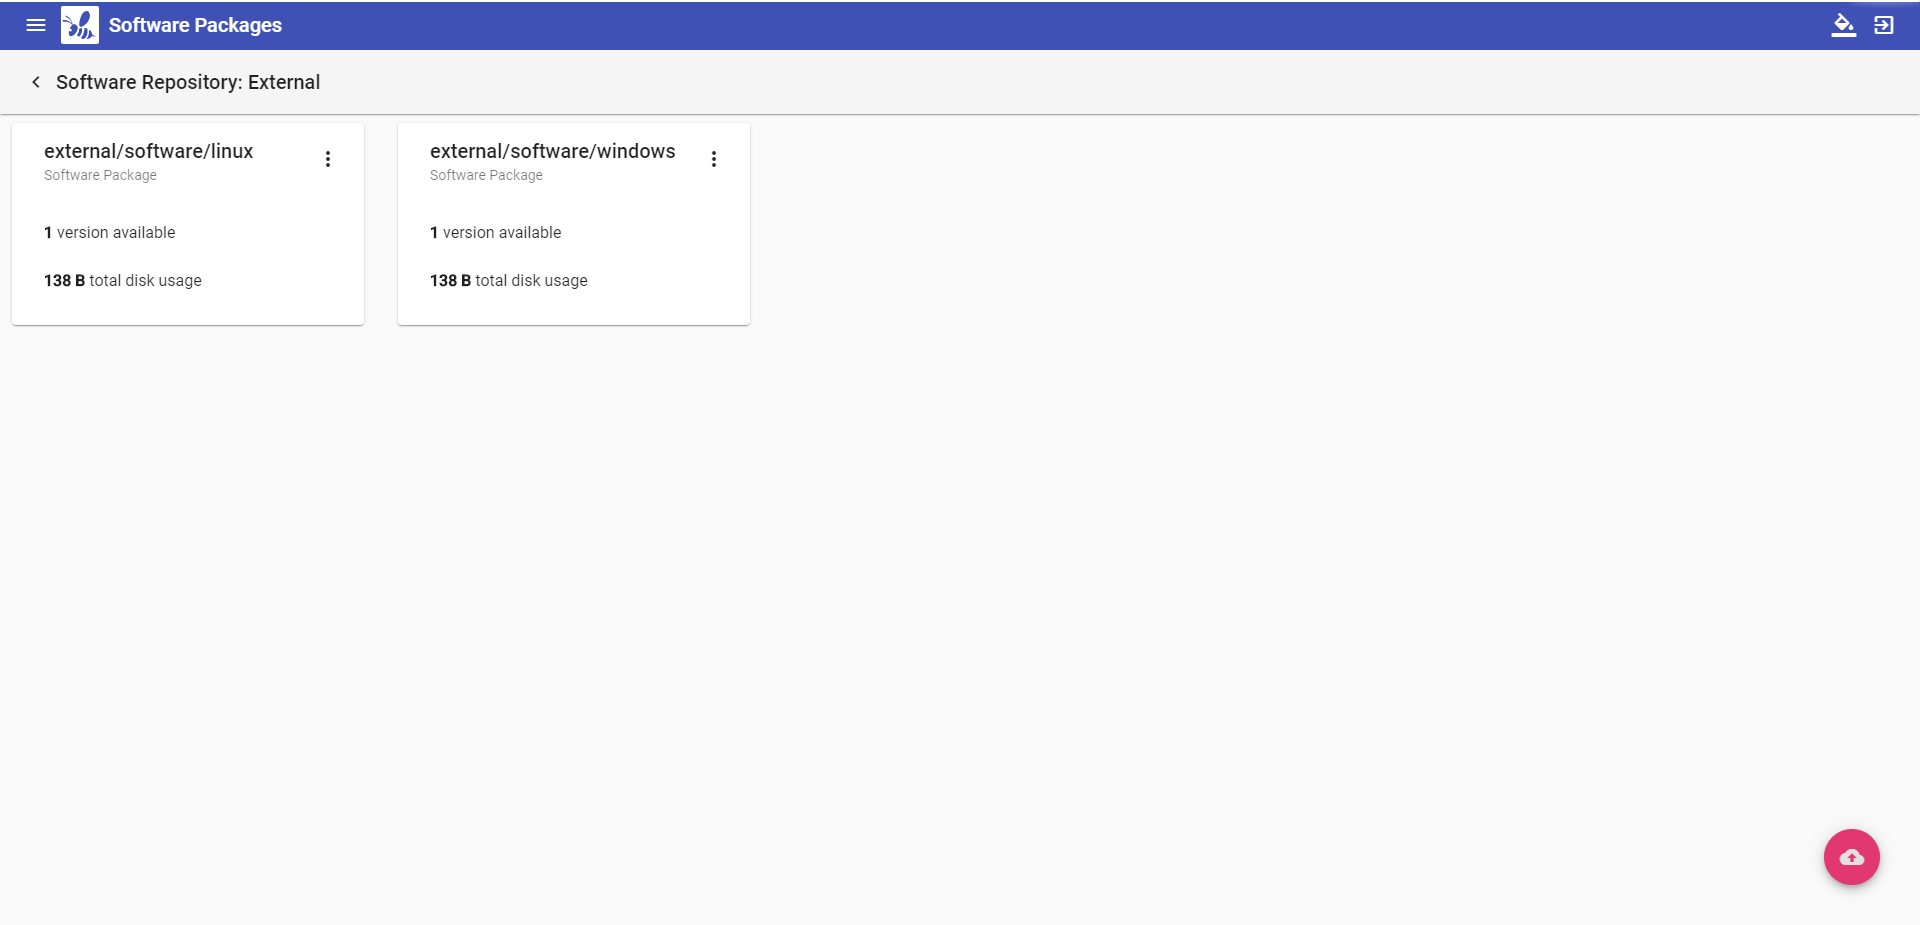 Software Packages
Software Repository: External
external/software/linux
Software Package
1 version available
138 B total disk usage
external/software/windows
Software Package
1 version available
138 B total disk usage